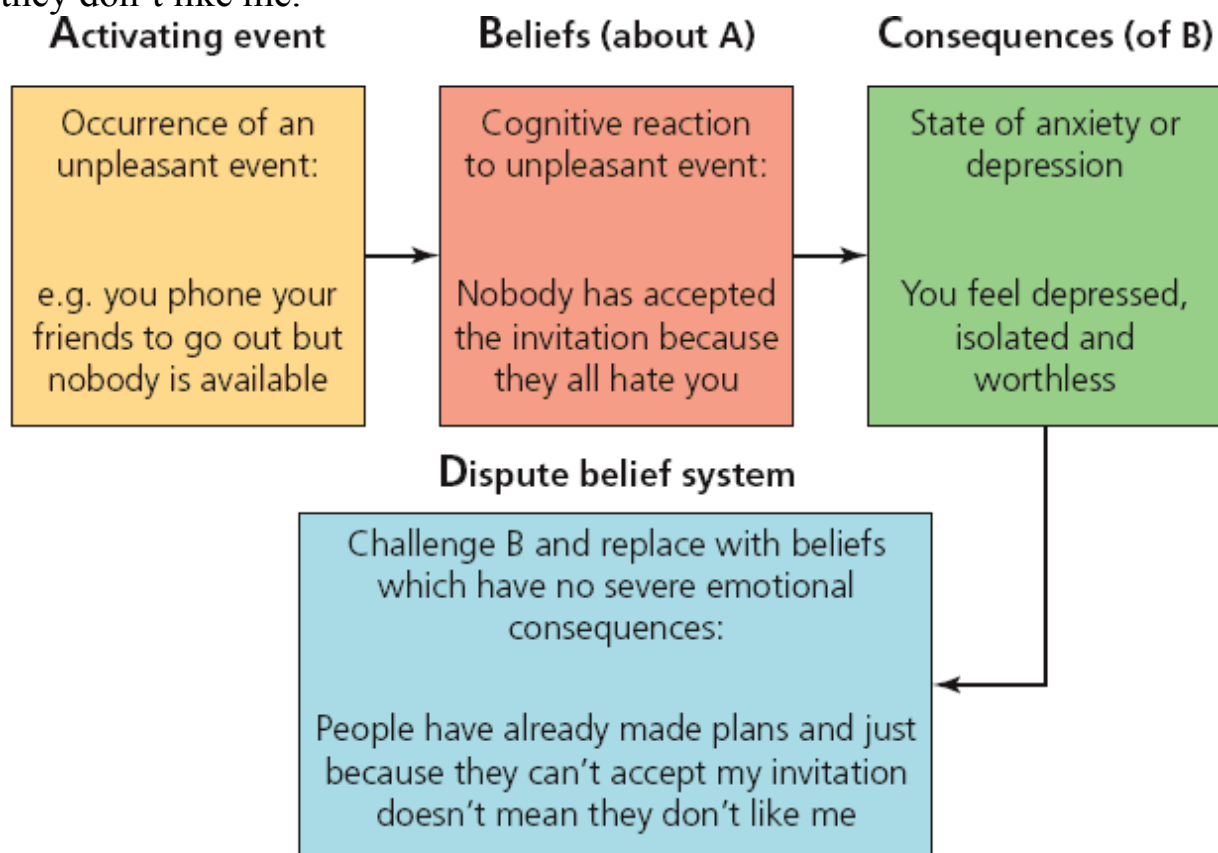 they don't like me.
Activating event
Occurrence of an
unpleasant event:
e.g. you phone your
friends to go out but
nobody is available
Beliefs (about A)
Cognitive reaction
to unpleasant event:
Nobody has accepted
the invitation because
they all hate you
Consequences (of B)
State of anxiety or
depression
You feel depressed,
isolated and
worthless
Dispute belief system
Challenge B and replace with beliefs
which have no severe emotional
consequences:
People have already made plans and just
because they can't accept my invitation
doesn't mean they don't like me